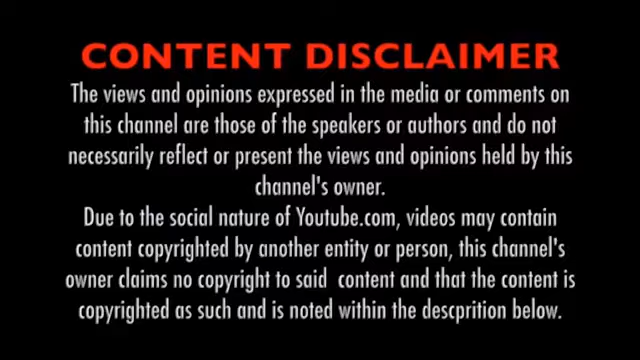 CONTENT DISCLAIMER
The views and opinions expressed in the media or comments on
this channel are those of the speakers or authors and do not
necessarily reflect or present the views and opinions held by this
channel's owner.
Due to the social nature of Youtube.com, videos may contain
content copyrighted by another entity or person, this channel's
owner claims no copyright to said content and that the content is
copyrighted as such and is noted within the descprition below.